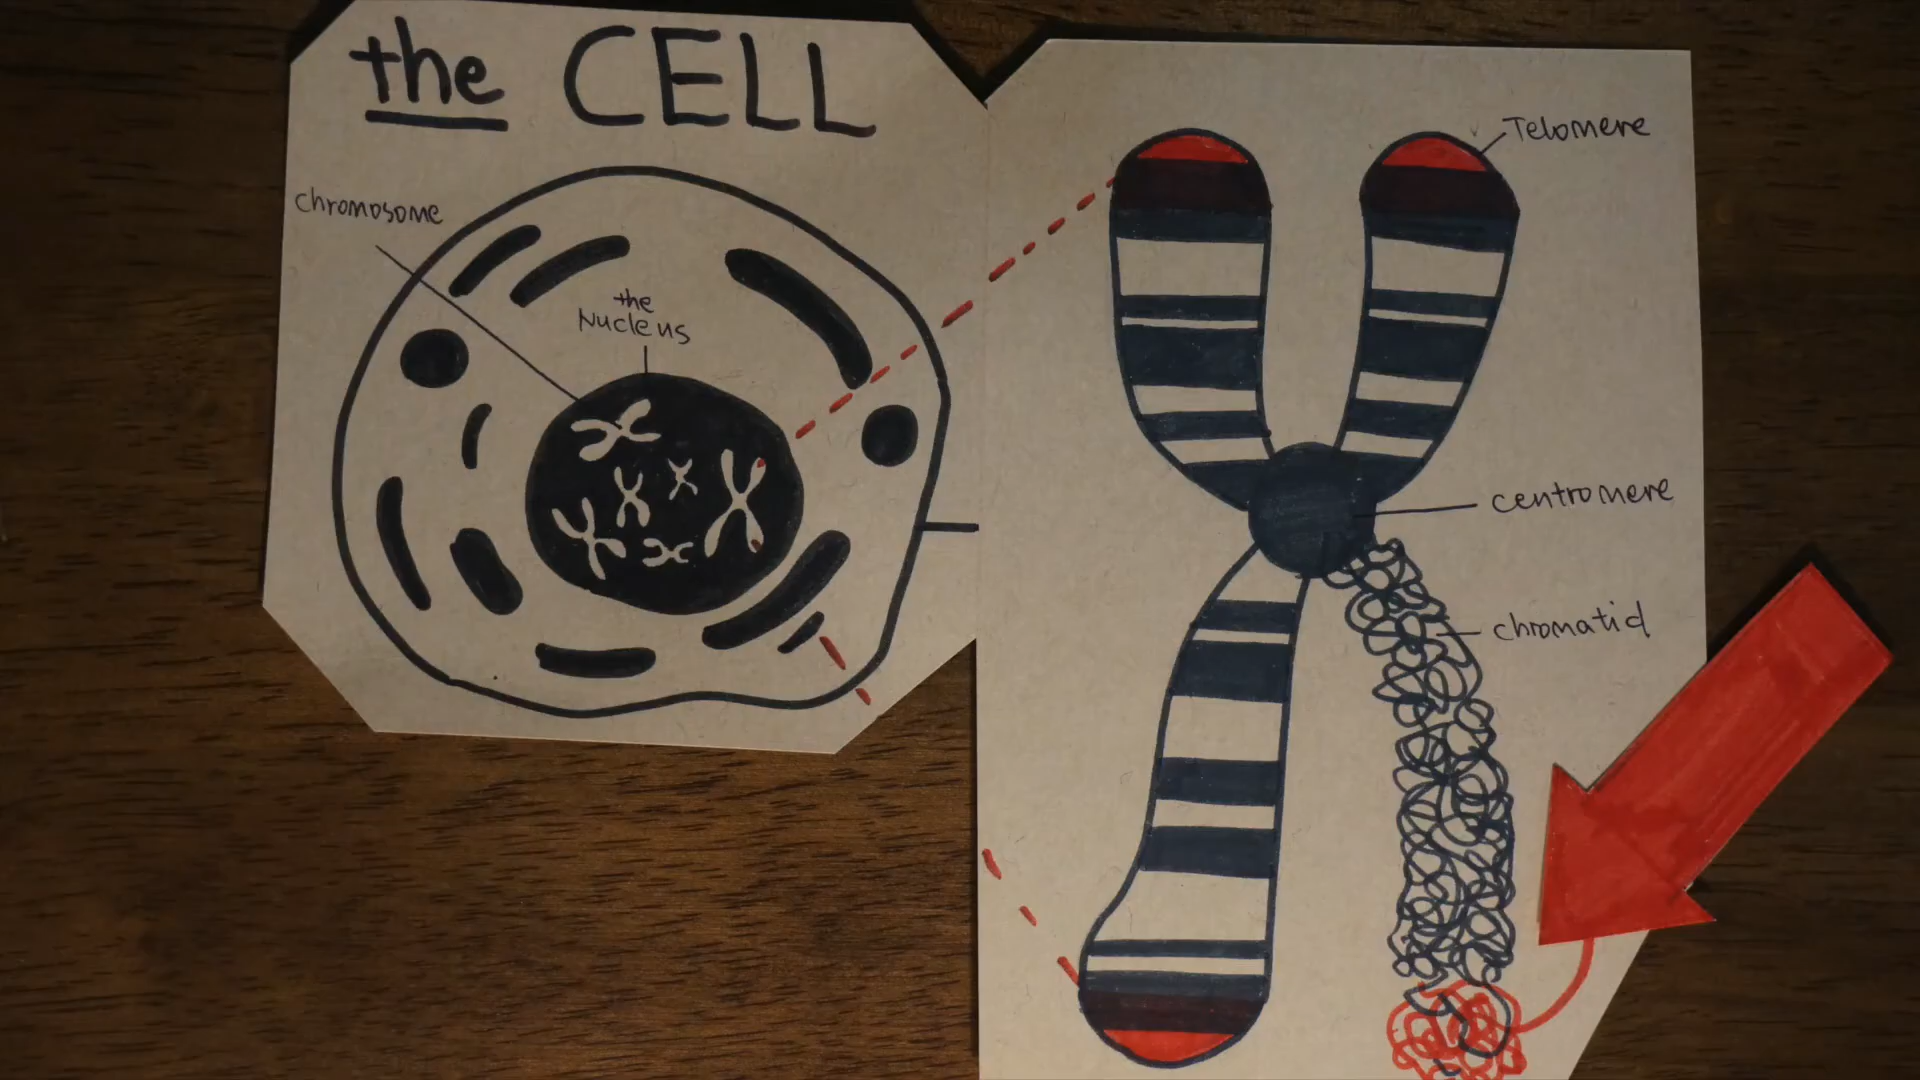 the CELL
chromosome
the
Nucleus
Telomere
centromere
chromatid